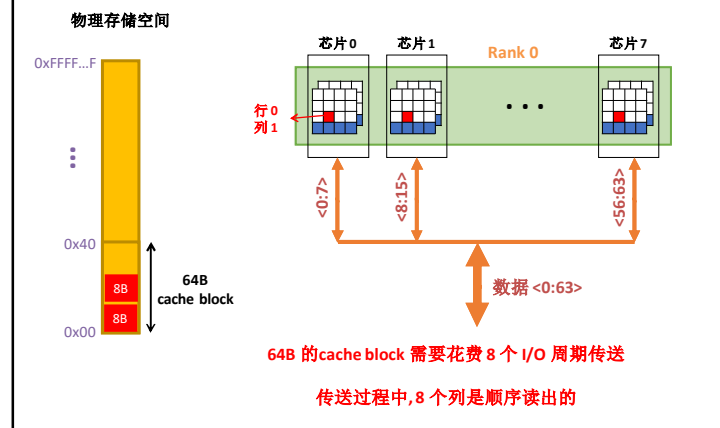 物理存储空间
0xFFFF...F
...
0x40
64B
cache block
8B
8B
0x00
芯片 0
芯片 1
芯片 7
Rank 0
行 0
列 1
...
<0:7>
<8:15>
<56:63>
数据 <0:63>
64B 的cache block 需要花费 8 个 I/O 周期传送
传送过程中,8 个列是顺序读出的